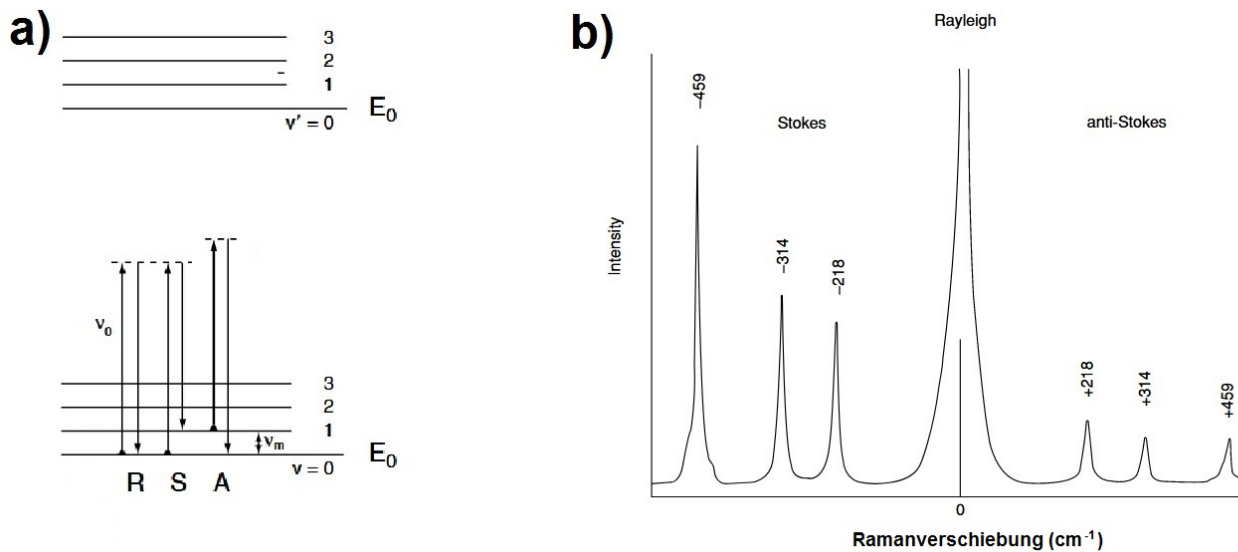 a)
3
2
1
E₀
v' = 0
ν₀
3
2
1
νₘ
E₀
v = 0
R S A
b)
Rayleigh
Stokes
anti-Stokes
–459
–314
–218
+218
+314
+459
Intensity
0
Ramanverschiebung (cm⁻¹)